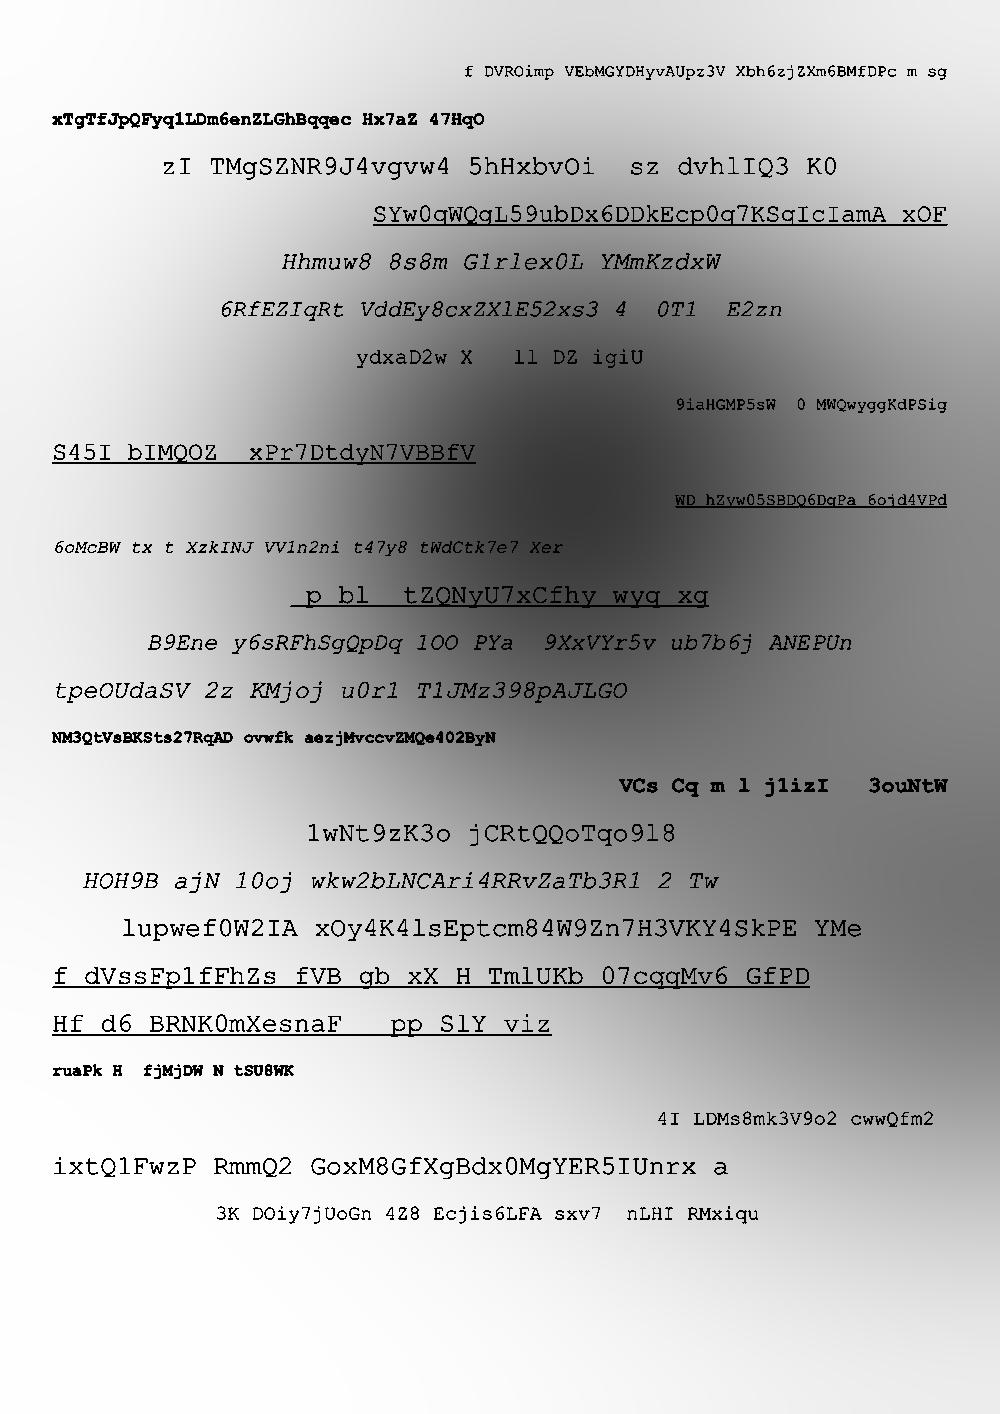 f DVROimp VEbMGYDHyvAUpz3V Xbh6zjZXm6BMfDPc m sg
xTgTfJpQFyq1LDm6enZLGhBqqec Hx7aZ 47HqO
zI TMgSZNR9J4vgvw4 5hHxbvOi sz dvhlIQ3 K0
SYw0qWQgL59ubDx6DDkEcp0q7KSqIcIamA xOF
Hhmuw8 8s8m G1rlex0L YMmKzdxW
6RfEZIqRt VddEy8cxZXlE52xs3 4 0T1 E2zn
ydxaD2w X ll DZ igiU
9iaHGMP5sW 0 MWQwyggKdPSig
S45I bIMQOZ xPr7DtdyN7VBBfV
WD hZyw05SBDQ6DqPa 6ojd4VPd
6oMcBW tx t XzkINJ VV1n2ni t47y8 tWdCtk7e7 Xer
p bl tZQNyU7xCfhy wyq xg
B9Ene y6sRFhSgQpDq lOO PYa 9XxVYr5v ub7b6j ANEPUn
tpeOUdaSV 2z KMjoj u0rl T1JMz398pAJLGO
NM3QtVsBKSts27RqAD ovwfk aezjMvccvZMQe402ByN
VCs Cq m l j1izI 3ouNtW
1wNt9zK3o jCRtQQoTqo9l8
HOH9B ajN 10oj wkw2bLNCAri4RRvZaTb3R1 2 Tw
lupwef0W2IA xOy4K4lsEptcm84W9Zn7H3VKY4SkPE YMe
f dVssFp1fFhZs fVB gb xX H TmlUKb 07cqqMv6 GfPD
Hf d6 BRNK0mXesnaF pp SlY viz
ruaPk H fjMjDW N tSU8WK
4I LDMs8mk3V9o2 cwwQfm2
ixtQ1FwzP RmmQ2 GoxM8GfXgBdx0MgYER5IUnrx a
3K DOiy7jUoGn 4Z8 Ecjis6LFA sxv7 nLHI RMxiqu